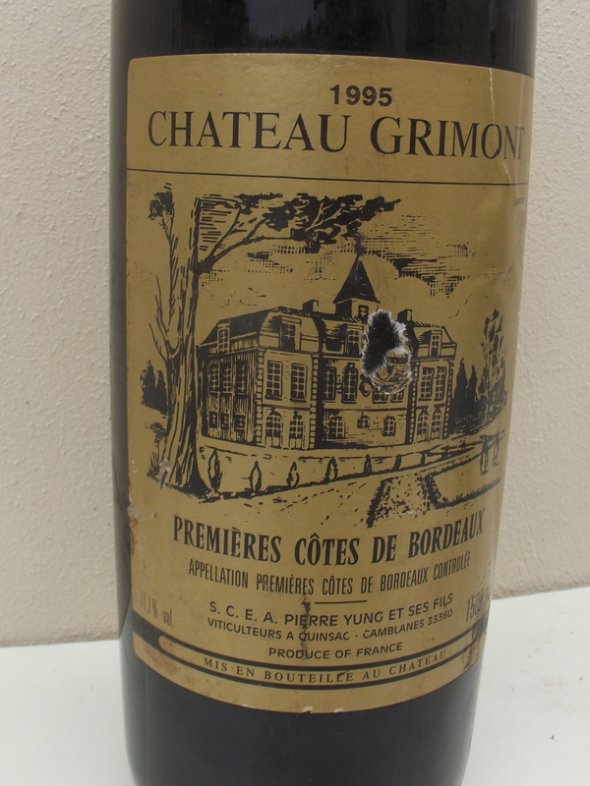 1995
CHATEAU GRIMONT
PREMIÈRES CÔTES DE BORDEAUX
APPELLATION PREMIÈRES CÔTES DE BORDEAUX CONTROLÉE
vol.
S. C. E. A. PIERRE YUNG ET SES FILS
VITICULTEURS A QUINSAC - CAMBLANES 33360
PRODUCE OF FRANCE
MIS EN BOUTEILLE AU CHATEAU